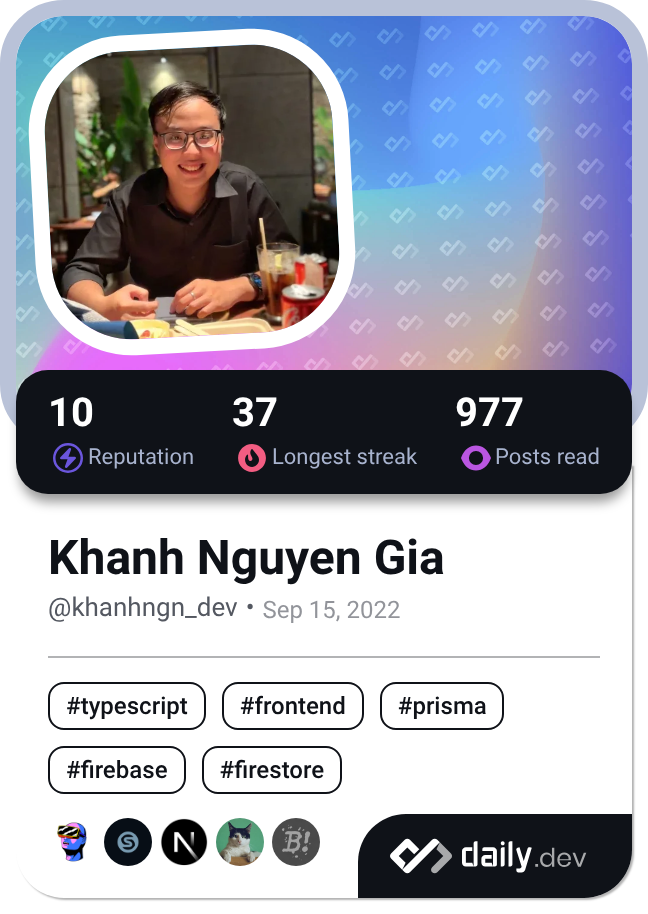 10 37 977
Reputation Longest streak Posts read
Khanh Nguyen Gia
@khanhngn_dev • Sep 15, 2022
#typescript #frontend #prisma
#firebase #firestore
S N B!
daily.dev